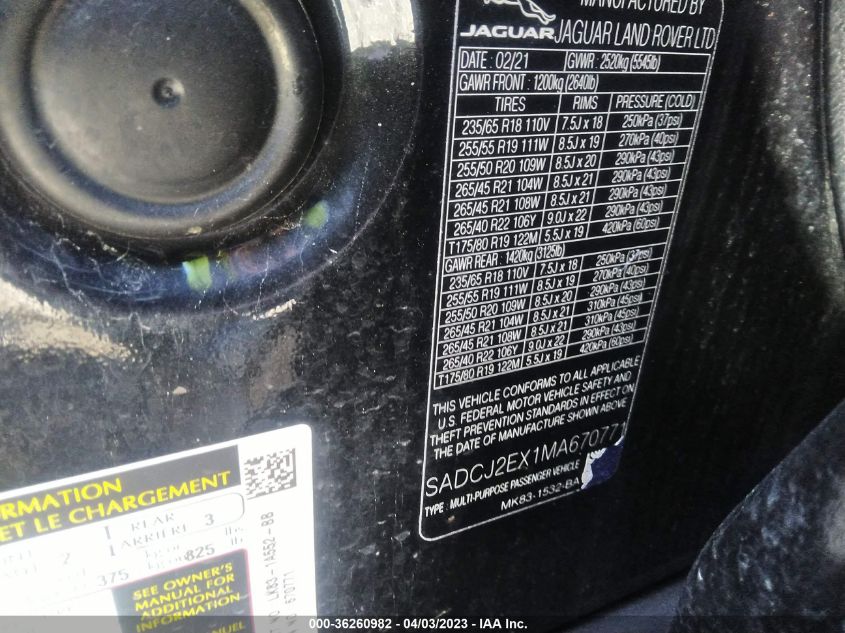 MANUFACTURED BY
JAGUAR JAGUAR LAND ROVER LTD
DATE : 02/21 GVWR : 2520kg (5545lb)
GAWR FRONT : 1200kg (2640lb)
TIRES RIMS PRESSURE (COLD)
235/65 R18 110V 7.5J x 18 250kPa (37psi)
255/55 R19 111W 8.5J x 19 270kPa (40psi)
255/50 R20 109W 8.5J x 20 290kPa (43psi)
265/45 R21 104W 8.5J x 21 290kPa (43psi)
265/45 R21 108W 8.5J x 21 290kPa (43psi)
265/40 R22 106Y 9.0J x 22 290kPa (43psi)
T175/80 R19 122M 5.5J x 19 420kPa (60psi)
GAWR REAR : 1420kg (3125lb)
235/65 R18 110V 7.5J x 18 250kPa (37psi)
255/55 R19 111W 8.5J x 19 270kPa (40psi)
255/50 R20 109W 8.5J x 20 290kPa (43psi)
265/45 R21 104W 8.5J x 21 310kPa (45psi)
265/45 R21 108W 8.5J x 21 310kPa (45psi)
265/40 R22 106Y 9.0J x 22 290kPa (43psi)
T175/80 R19 122M 5.5J x 19 420kPa (60psi)
THIS VEHICLE CONFORMS TO ALL APPLICABLE
U.S. FEDERAL MOTOR VEHICLE SAFETY AND
THEFT PREVENTION STANDARDS IN EFFECT ON
THE DATE OF MANUFACTURE SHOWN ABOVE
SADCJ2EX1MA670771
TYPE : MULTI-PURPOSE PASSENGER VEHICLE
MK83-1532-BA
ET LE CHARGEMENT
2 REAR
ARRIÈRE 3
375 kg or 825 lb
SEE OWNER'S
MANUAL FOR
ADDITIONAL
INFORMATION
LK83-1A552-BB
670771
000-36260982 - 04/03/2023 - IAA Inc.